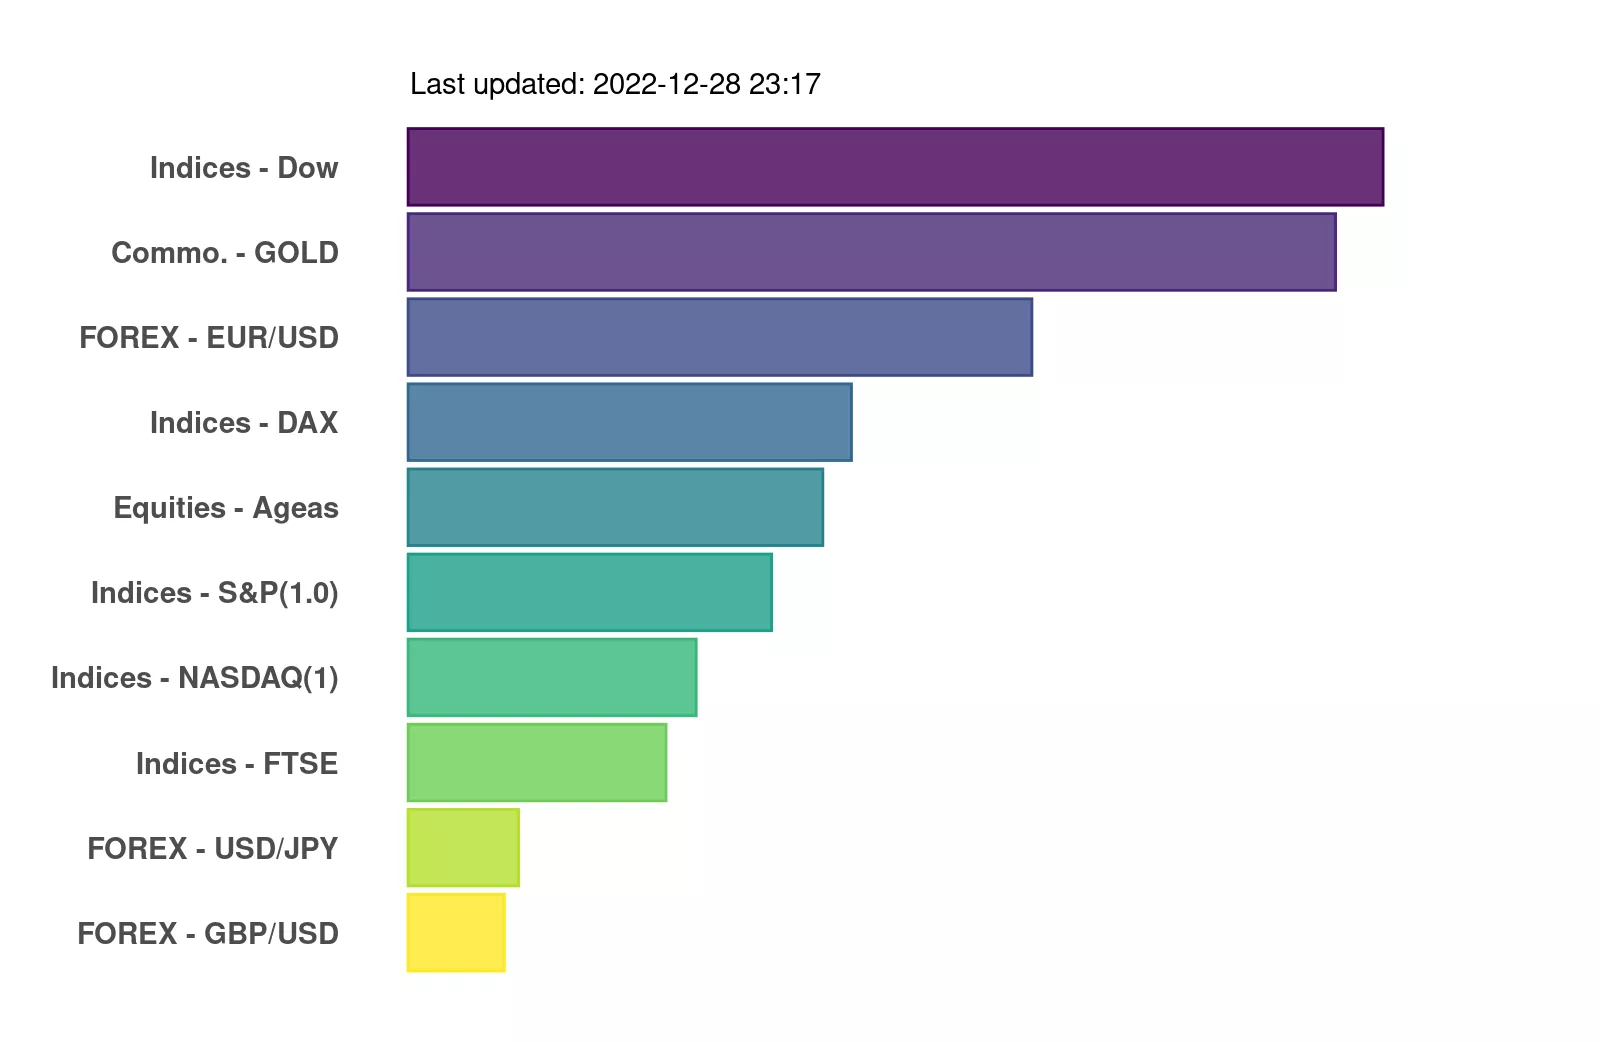 Last updated: 2022-12-28 23:17
Indices - Dow
Commo. - GOLD
FOREX - EUR/USD
Indices - DAX
Equities - Ageas
Indices - S&P(1.0)
Indices - NASDAQ(1)
Indices - FTSE
FOREX - USD/JPY
FOREX - GBP/USD